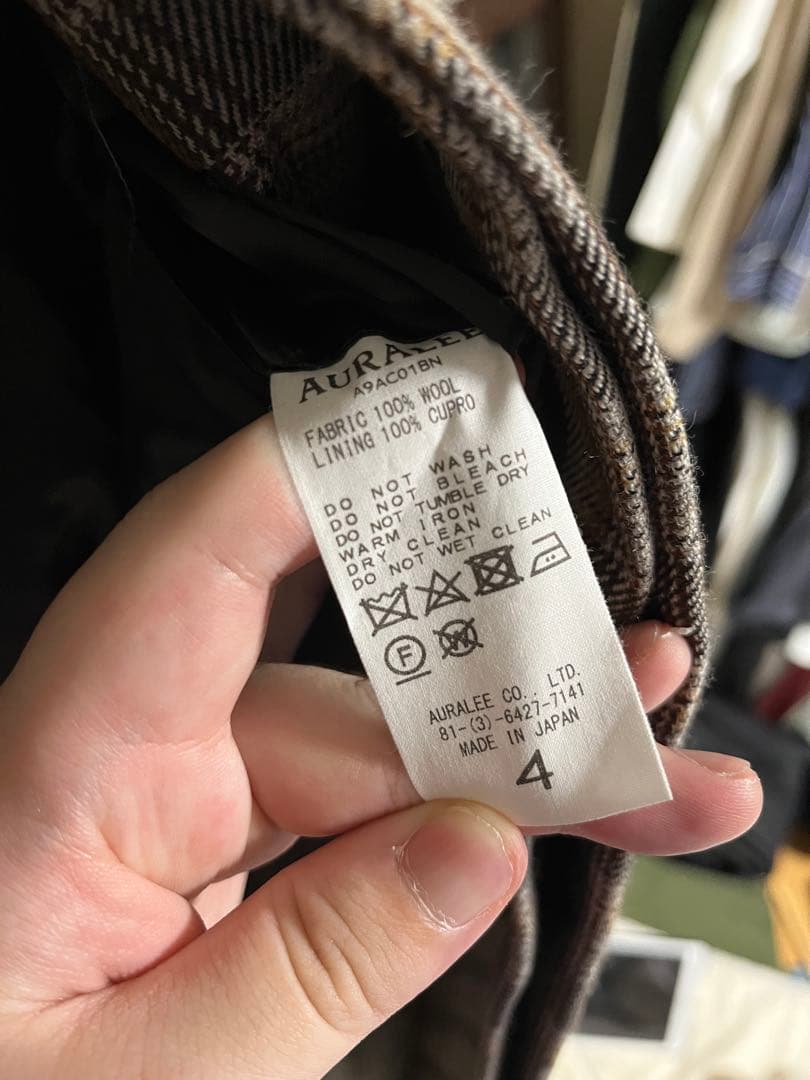 AURALEE
A9AC01BN
FABRIC 100% WOOL
LINING 100% CUPRO
DO NOT WASH
DO NOT BLEACH
DO NOT TUMBLE DRY
WARM IRON
DRY CLEAN
DO NOT WET CLEAN
F
W
AURALEE CO., LTD.
81-(3)-6427-7141
MADE IN JAPAN
4